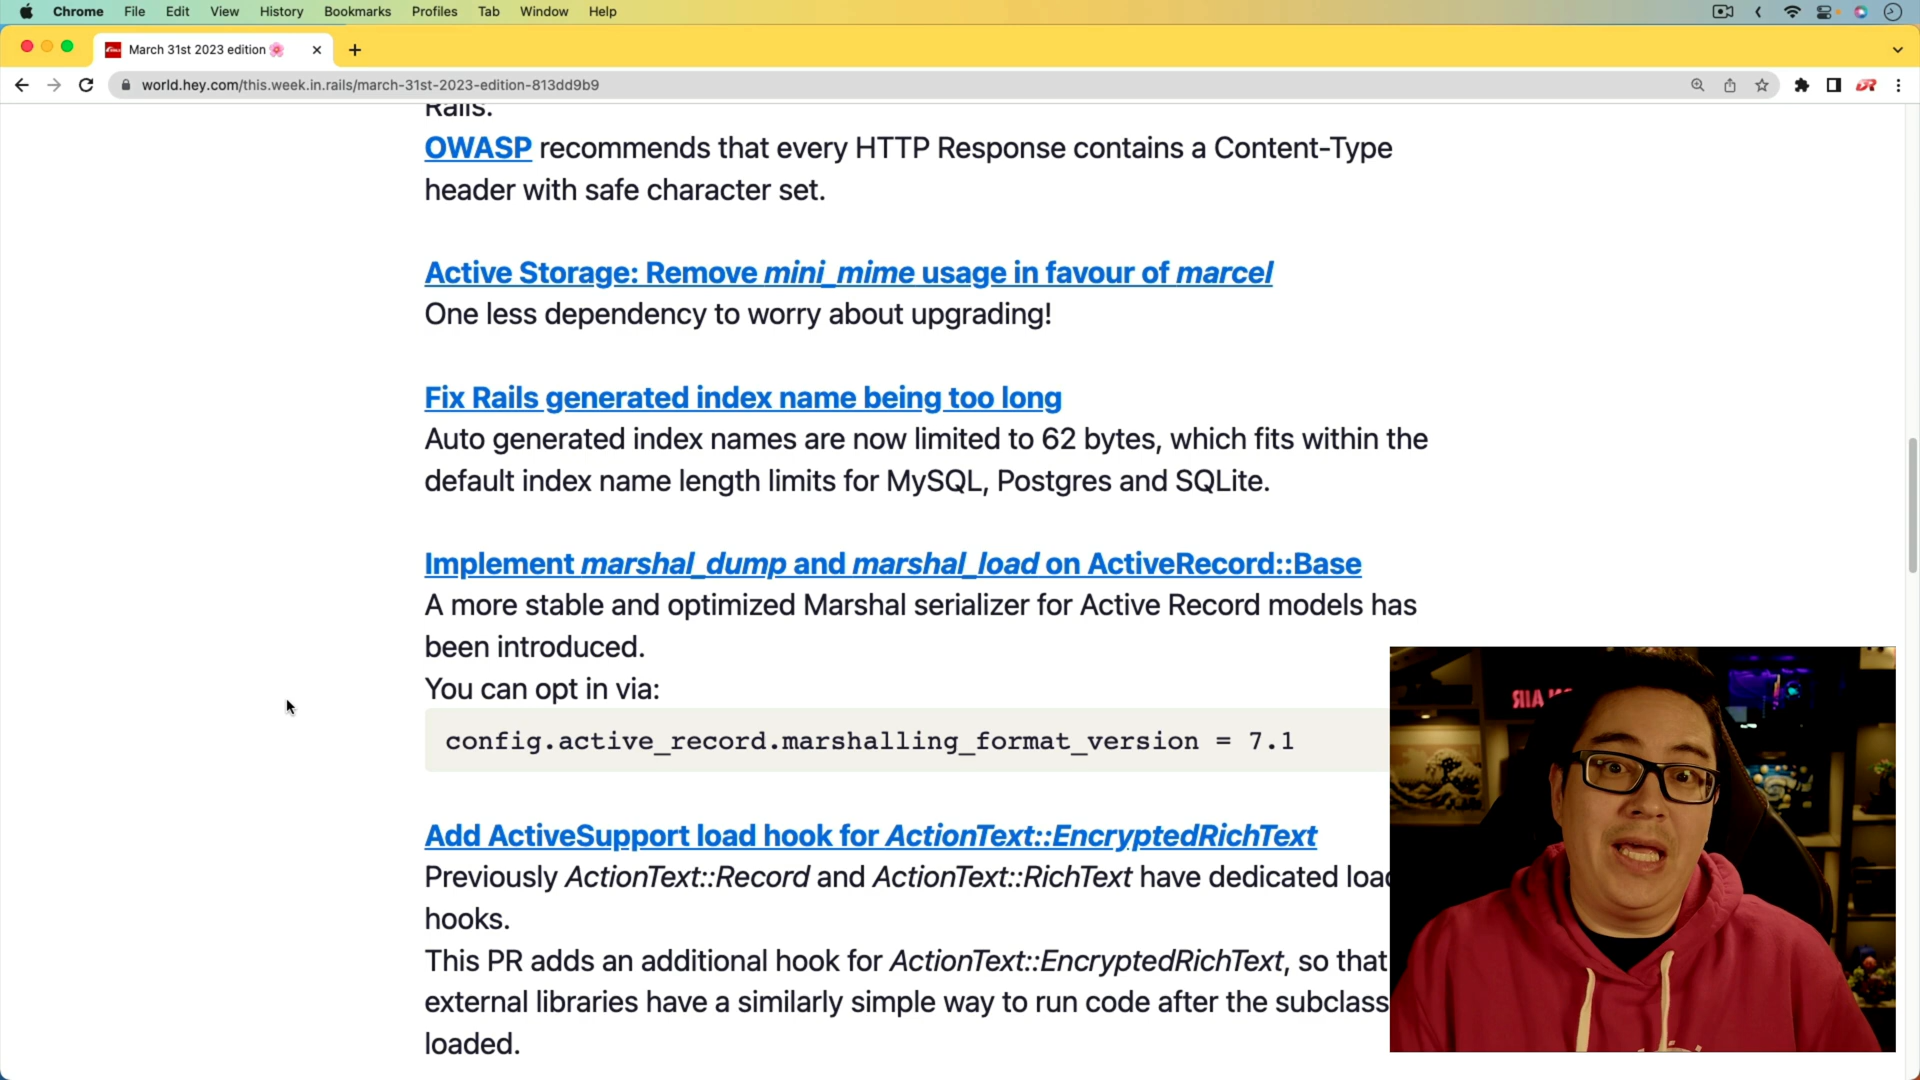 Chrome File Edit View History Bookmarks Profiles Tab Window Help
March 31st 2023 edition
world.hey.com/this.week.in.rails/march-31st-2023-edition-813dd9b9
Rails.
OWASP recommends that every HTTP Response contains a Content-Type
header with safe character set.
Active Storage: Remove mini_mime usage in favour of marcel
One less dependency to worry about upgrading!
Fix Rails generated index name being too long
Auto generated index names are now limited to 62 bytes, which fits within the
default index name length limits for MySQL, Postgres and SQLite.
Implement marshal_dump and marshal_load on ActiveRecord::Base
A more stable and optimized Marshal serializer for Active Record models has
been introduced.
You can opt in via:
config.active_record.marshalling_format_version = 7.1
Add ActiveSupport load hook for ActionText::EncryptedRichText
Previously ActionText::Record and ActionText::RichText have dedicated load
hooks.
This PR adds an additional hook for ActionText::EncryptedRichText, so that
external libraries have a similarly simple way to run code after the subclass
loaded.